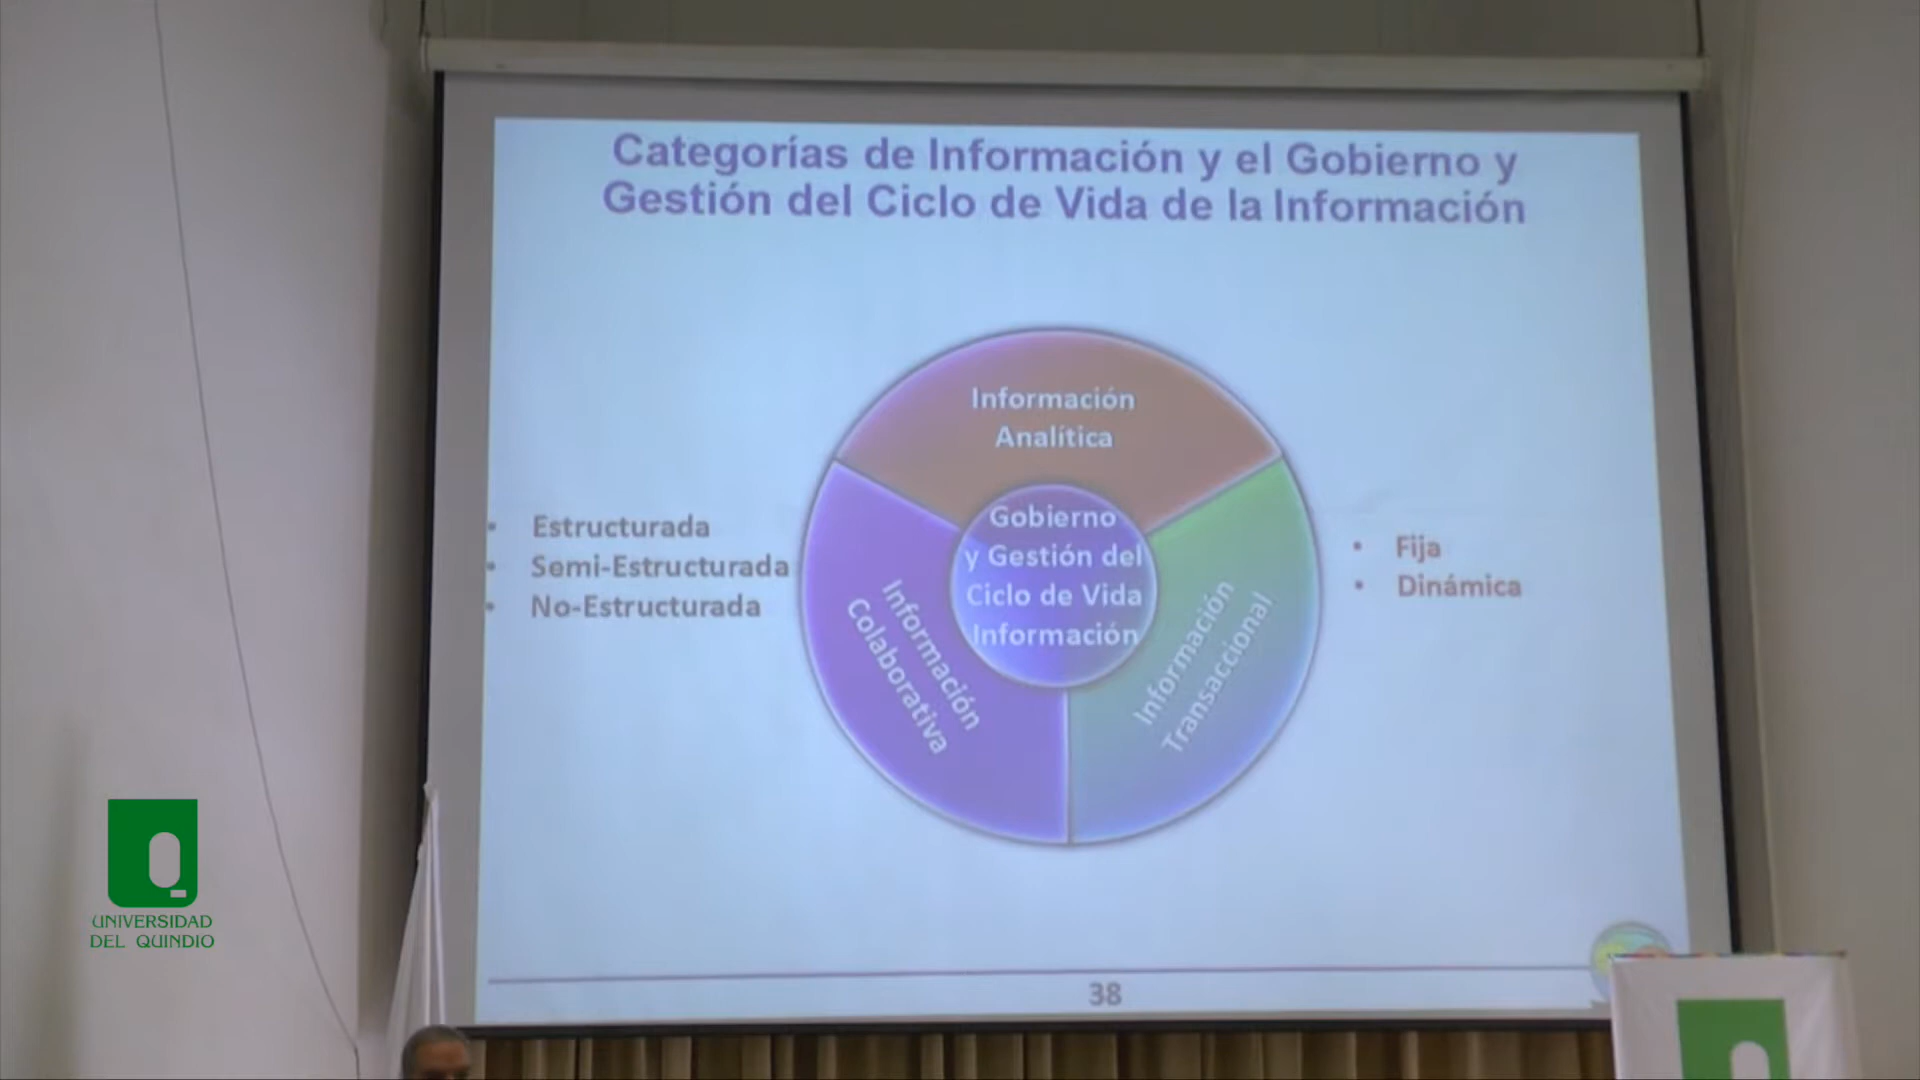 Categorías de Información y el Gobierno y
Gestión del Ciclo de Vida de la Información
Información
Analítica
Gobierno
y Gestión del
Ciclo de Vida
Información
Información
Colaborativa
Información
Transaccional
• Estructurada
• Semi-Estructurada
• No-Estructurada
• Fija
• Dinámica
38
UNIVERSIDAD
DEL QUINDIO